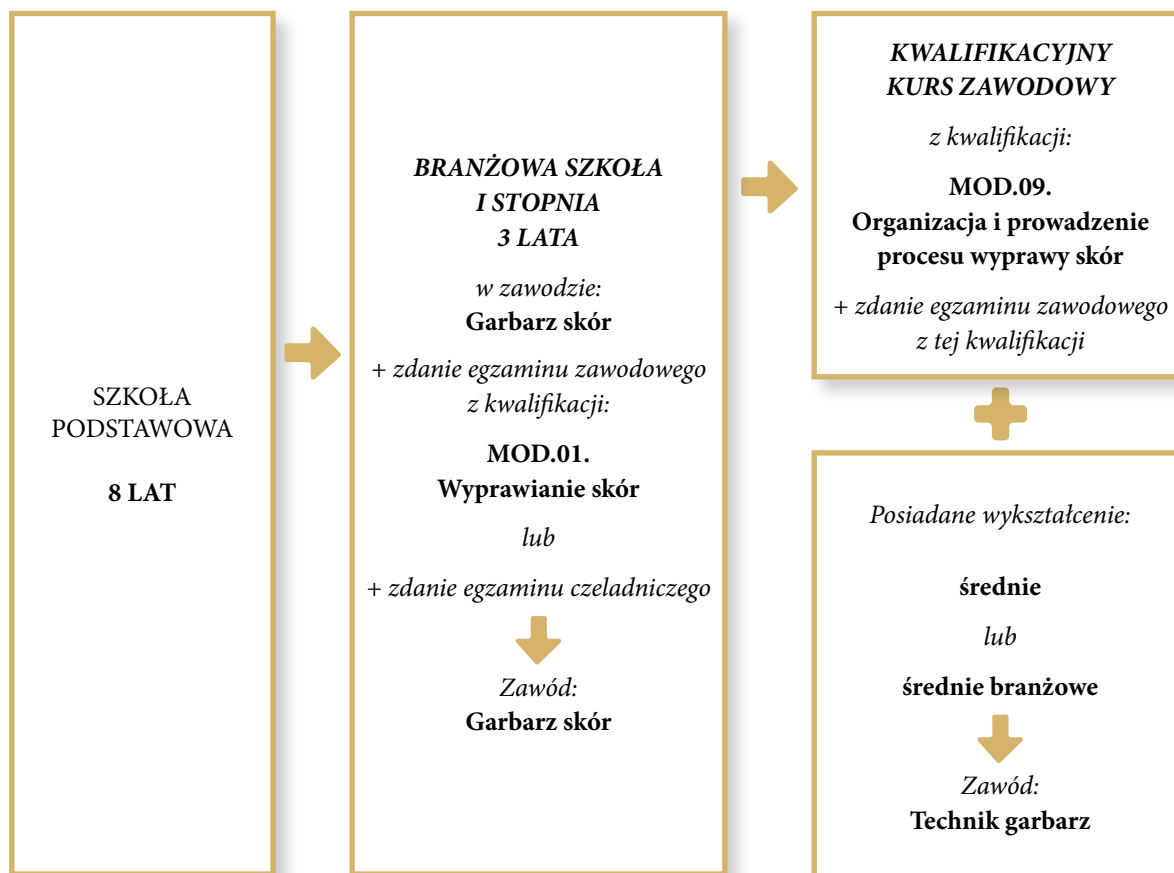 SZKOŁA
PODSTAWOWA
8 LAT
BRANŻOWA SZKOŁA
I STOPNIA
3 LATA
w zawodzie:
Garbarz skór
+ zdanie egzaminu zawodowego
z kwalifikacji:
MOD.01.
Wyprawianie skór
lub
+ zdanie egzaminu czeladniczego
Zawód:
Garbarz skór
KWALIFIKACYJNY
KURS ZAWODOWY
z kwalifikacji:
MOD.09.
Organizacja i prowadzenie
procesu wyprawy skór
+ zdanie egzaminu zawodowego
z tej kwalifikacji
Posiadane wykształcenie:
średnie
lub
średnie branżowe
Zawód:
Technik garbarz